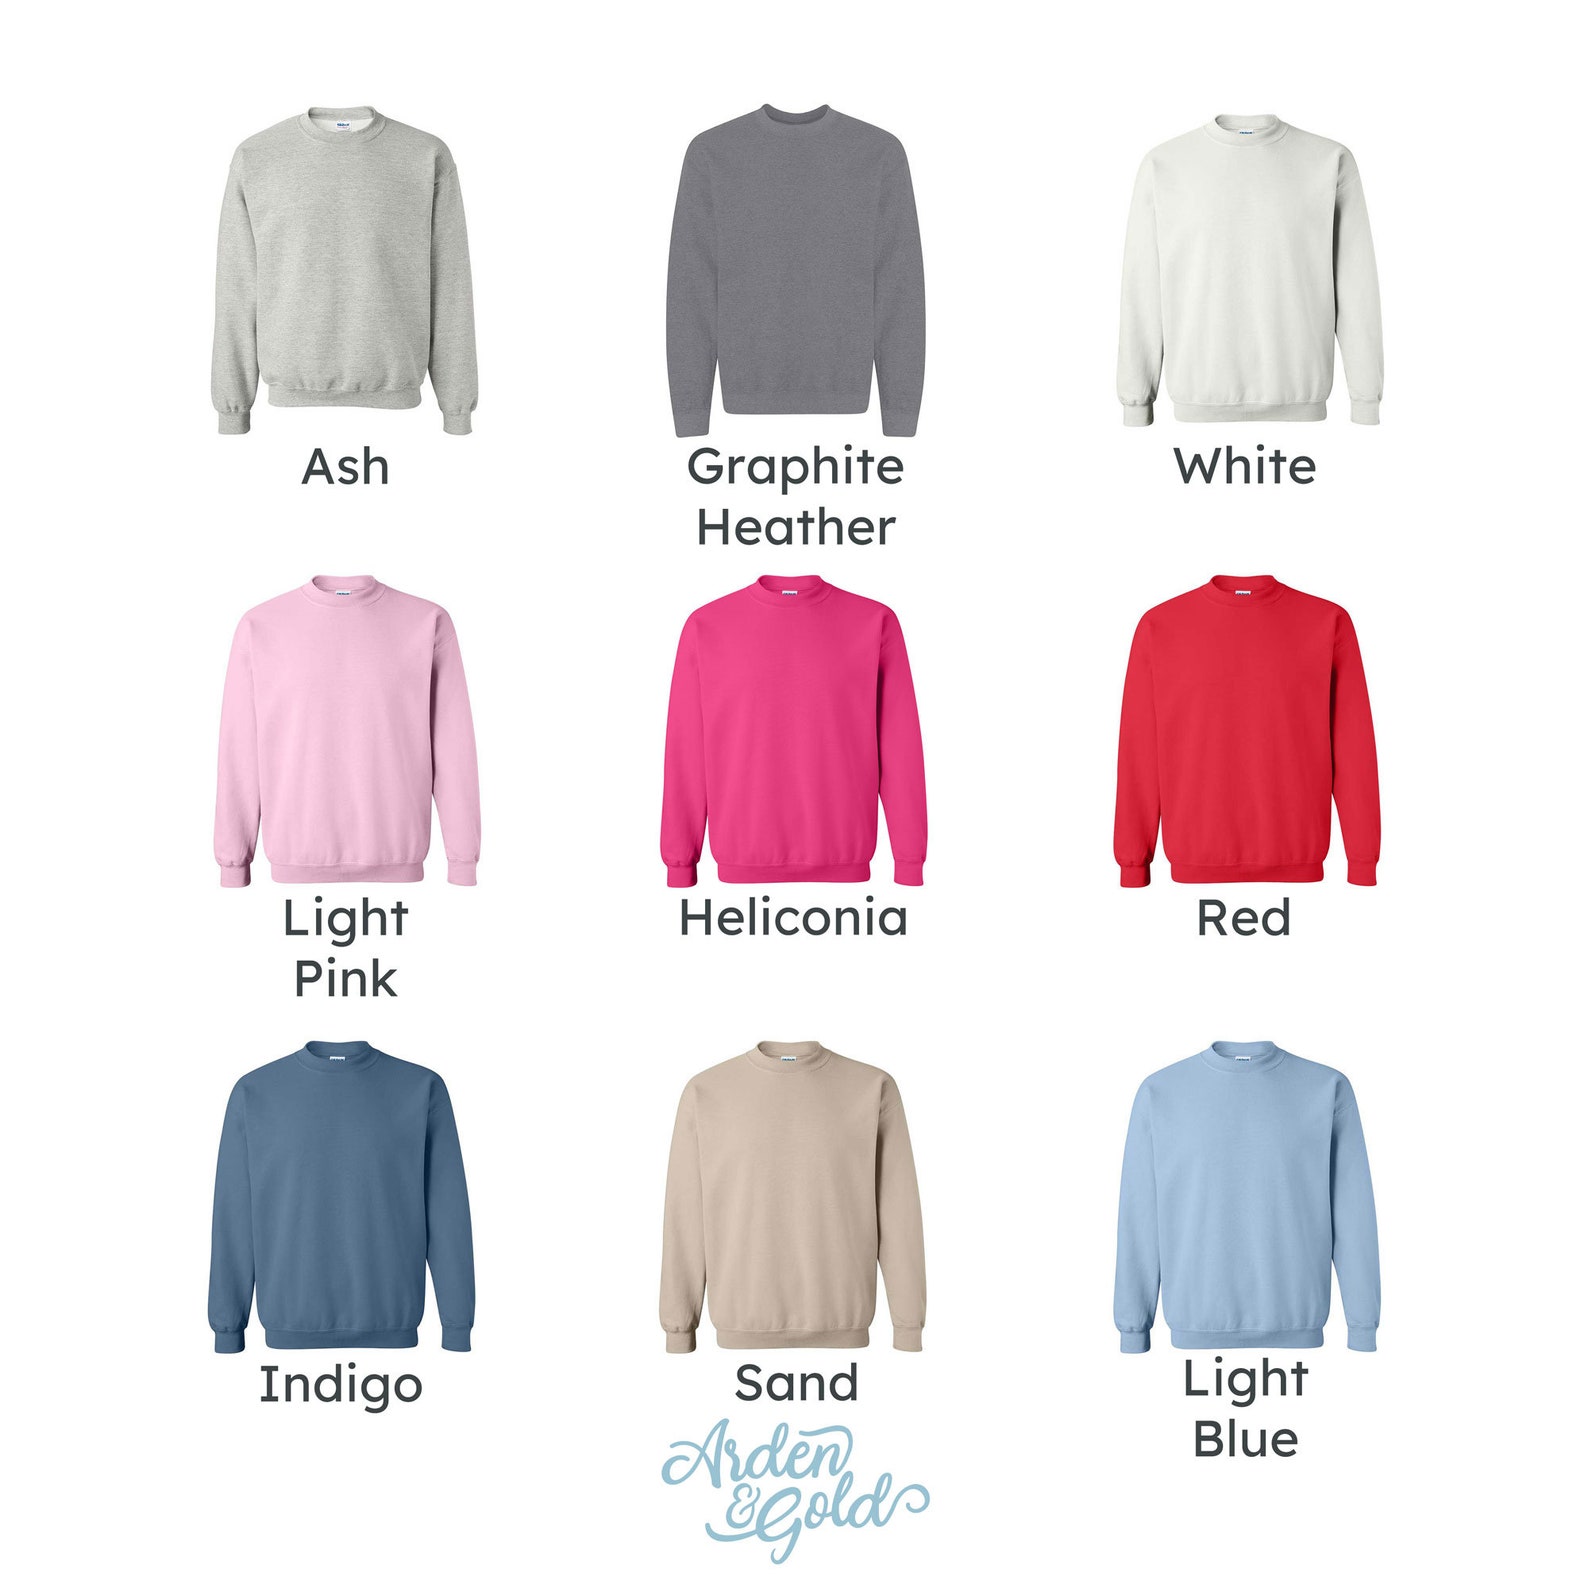 Ash
Graphite
Heather
White
Light
Pink
Heliconia
Red
Indigo
Sand
Light
Blue
Arden
& Gold